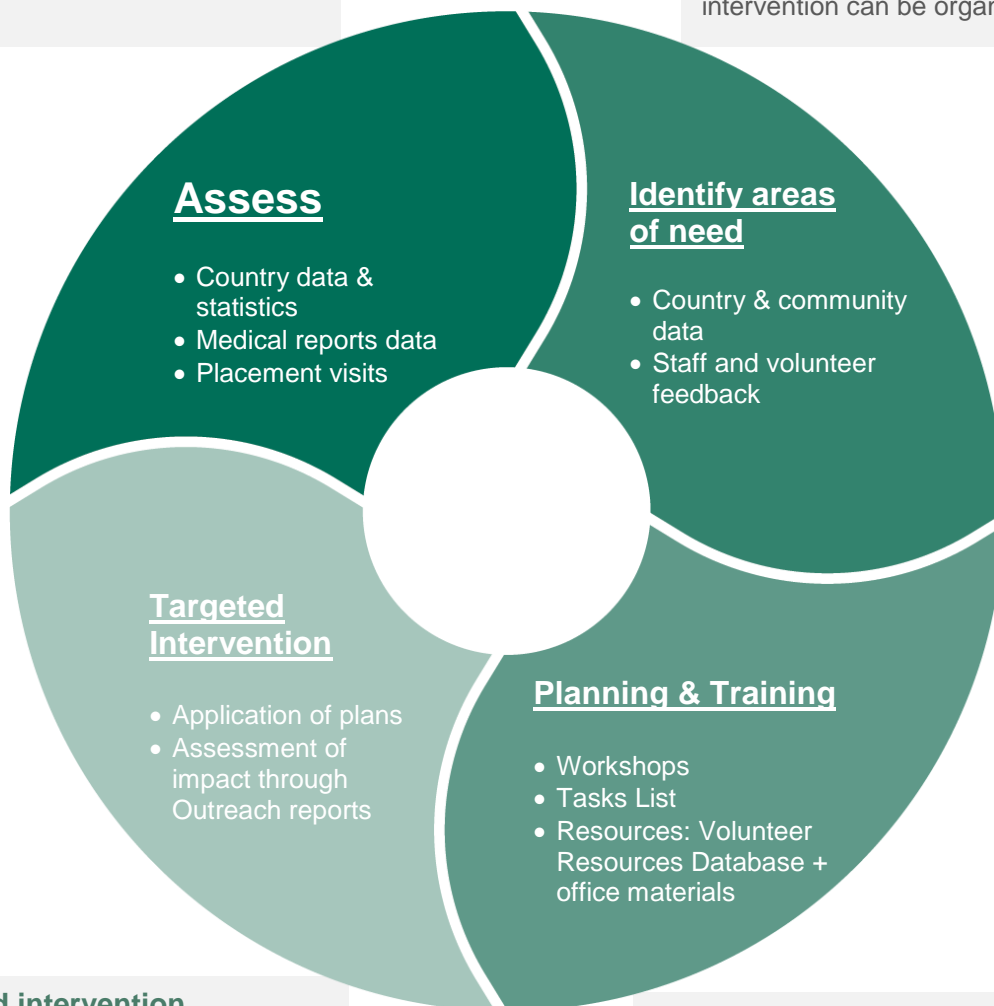 intervention can be organ
Assess
• Country data &
statistics
• Medical reports data
• Placement visits
Identify areas
of need
• Country & community
data
• Staff and volunteer
feedback
Targeted
Intervention
• Application of plans
• Assessment of
impact through
Outreach reports
Planning & Training
• Workshops
• Tasks List
• Resources: Volunteer
Resources Database +
office materials
d intervention